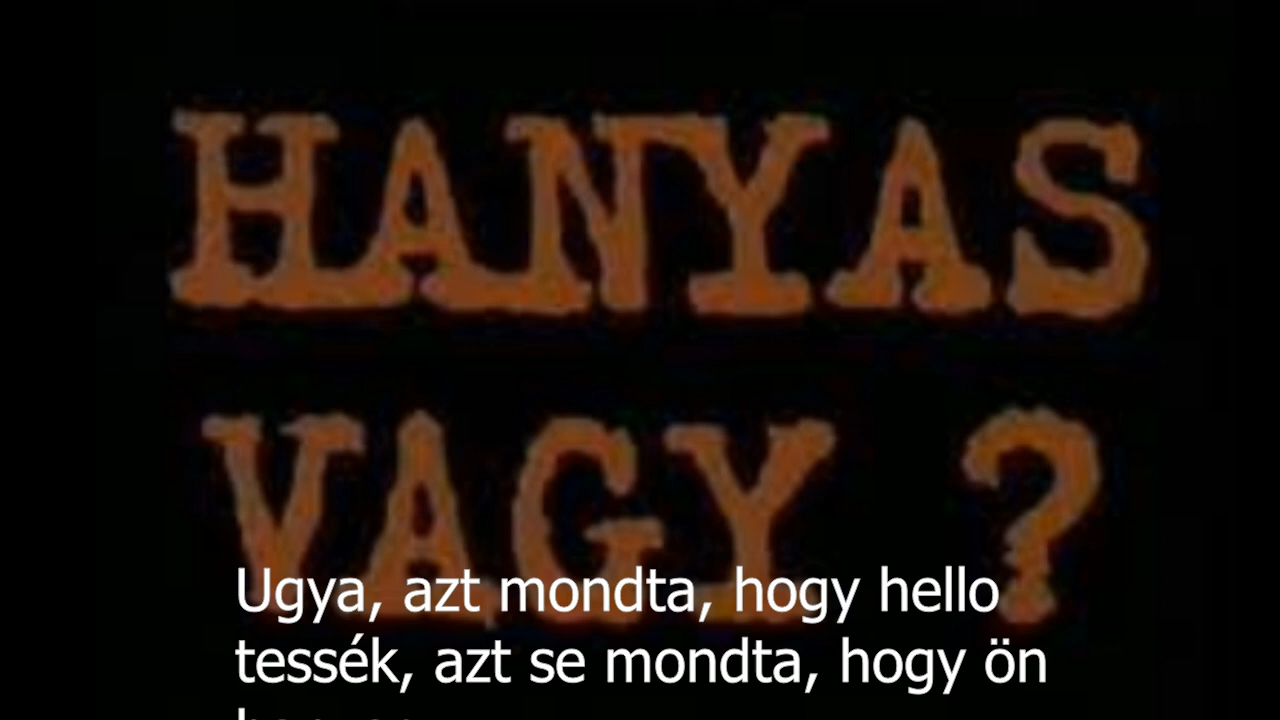 HANYAS
VAGY ?
Ugya, azt mondta, hogy hello
tessék, azt se mondta, hogy ön